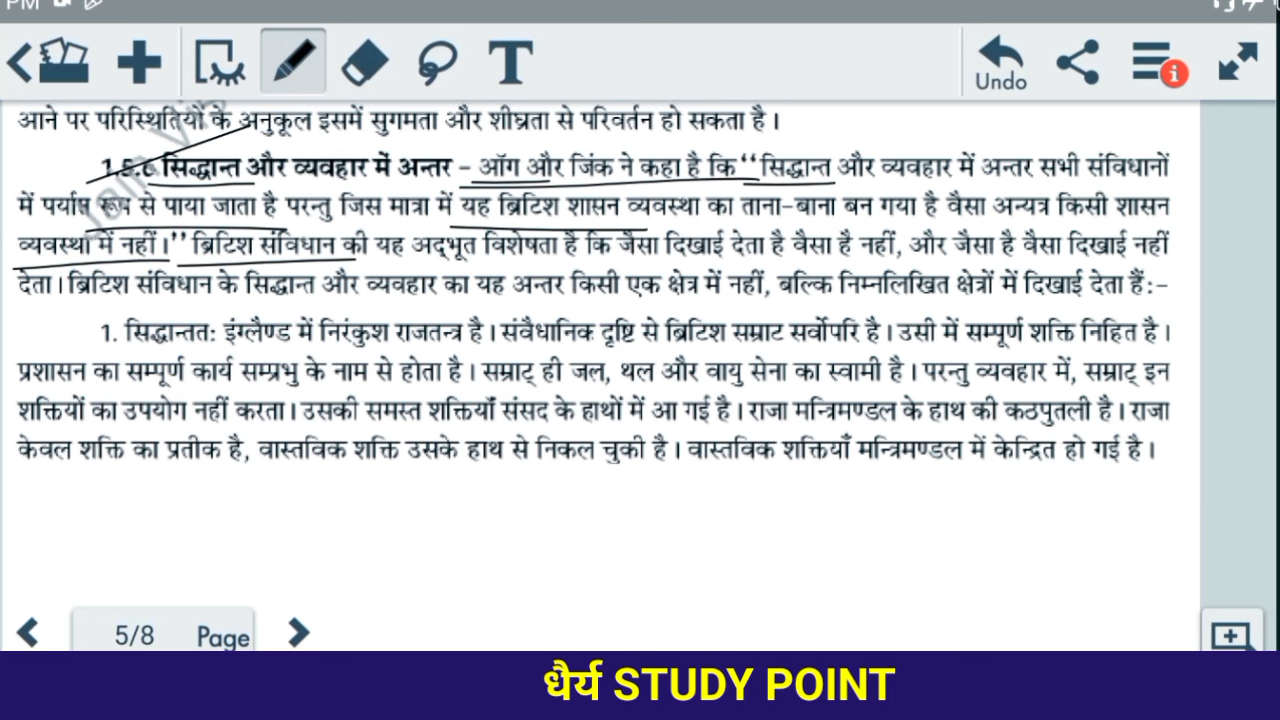 PM
Undo
आने पर परिस्थितियों के अनुकूल इसमें सुगमता और शीघ्रता से परिवर्तन हो सकता है।
सिद्धान्त और व्यवहार में अन्तर – ऑग और जिंक ने कहा है कि ‘‘सिद्धान्त और व्यवहार में अन्तर सभी संविधानों
में पर्याप्त रूप से पाया जाता है परन्तु जिस मात्रा में यह ब्रिटिश शासन व्यवस्था का ताना-बाना बन गया है वैसा अन्यत्र किसी शासन
व्यवस्था में नहीं।’’ ब्रिटिश संविधान की यह अद्भूत विशेषता है कि जैसा दिखाई देता है वैसा है नहीं, और जैसा है वैसा दिखाई नहीं
देता। ब्रिटिश संविधान के सिद्धान्त और व्यवहार का यह अन्तर किसी एक क्षेत्र में नहीं, बल्कि निम्नलिखित क्षेत्रों में दिखाई देता हैं:-
1. सिद्धान्तत: इंग्लैण्ड में निरंकुश राजतन्त्र है। संवैधानिक दृष्टि से ब्रिटिश सम्राट सर्वोपरि है। उसी में सम्पूर्ण शक्ति निहित है।
प्रशासन का सम्पूर्ण कार्य सम्प्रभु के नाम से होता है। सम्राट् ही जल, थल और वायु सेना का स्वामी है। परन्तु व्यवहार में, सम्राट् इन
शक्तियों का उपयोग नहीं करता। उसकी समस्त शक्तियाँ संसद के हाथों में आ गई है। राजा मन्त्रिमण्डल के हाथ की कठपुतली है। राजा
केवल शक्ति का प्रतीक है, वास्तविक शक्ति उसके हाथ से निकल चुकी है। वास्तविक शक्तियाँ मन्त्रिमण्डल में केन्द्रित हो गई है।
5/8 Page
धैर्य STUDY POINT